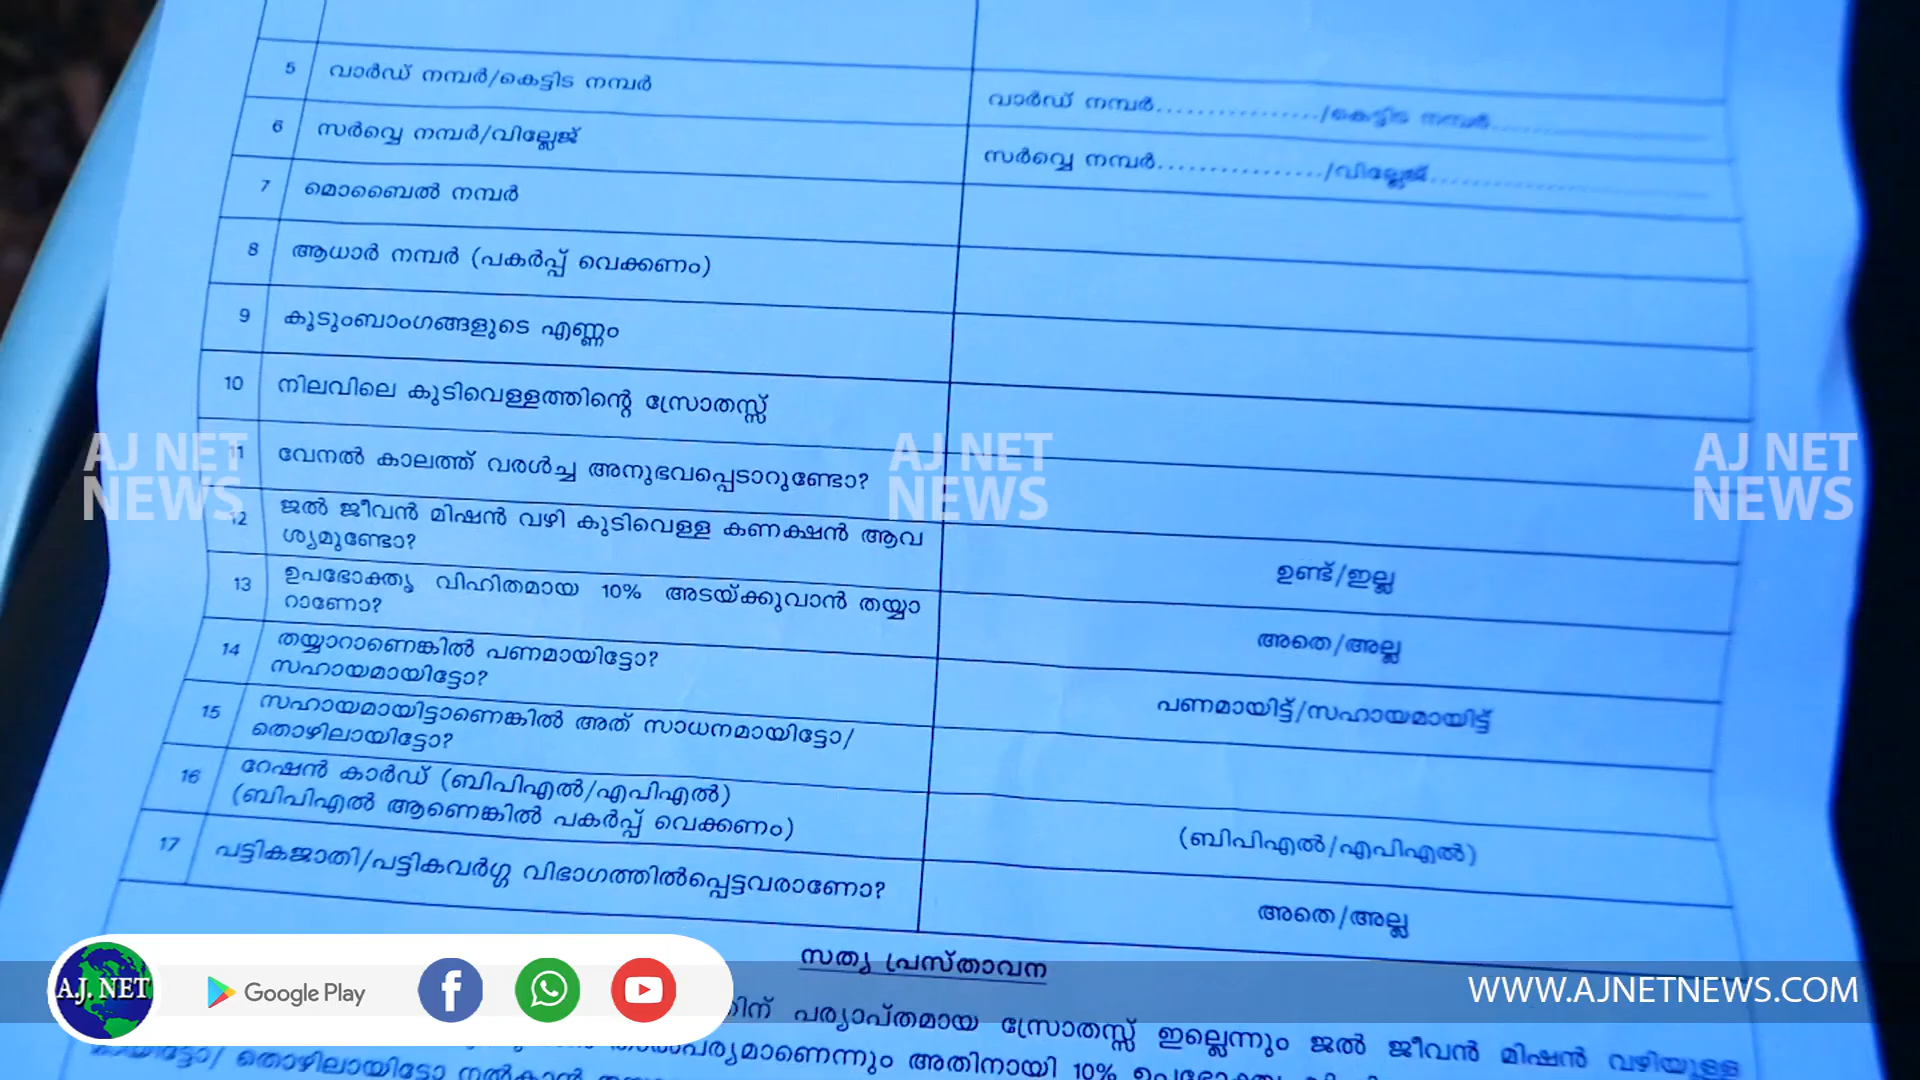 5 വാർഡ് നമ്പർ/കെട്ടിട നമ്പർ
വാർഡ് നമ്പർ................/കെട്ടിട നമ്പർ................
6 സർവ്വെ നമ്പർ/വില്ലേജ്
സർവ്വെ നമ്പർ................/വില്ലേജ്................
7 മൊബൈൽ നമ്പർ
8 ആധാർ നമ്പർ (പകർപ്പ് വെക്കണം)
9 കുടുംബാംഗങ്ങളുടെ എണ്ണം
10 നിലവിലെ കുടിവെള്ളത്തിന്റെ സ്രോതസ്സ്
11 വേനൽ കാലത്ത് വരൾച്ച അനുഭവപ്പെടാറുണ്ടോ?
12 ജൽ ജീവൻ മിഷൻ വഴി കുടിവെള്ള കണക്ഷൻ ആവ
ശ്യമുണ്ടോ?
ഉണ്ട്/ഇല്ല
13 ഉപഭോക്തൃ വിഹിതമായ 10% അടയ്ക്കുവാൻ തയ്യാ
റാണോ?
അതെ/അല്ല
14 തയ്യാറാണെങ്കിൽ പണമായിട്ടോ?
സഹായമായിട്ടോ?
പണമായിട്ട്/സഹായമായിട്ട്
15 സഹായമായിട്ടാണെങ്കിൽ അത് സാധനമായിട്ടോ/
തൊഴിലായിട്ടോ?
16 റേഷൻ കാർഡ് (ബിപിഎൽ/എപിഎൽ)
(ബിപിഎൽ ആണെങ്കിൽ പകർപ്പ് വെക്കണം)
(ബിപിഎൽ/എപിഎൽ)
17 പട്ടികജാതി/പട്ടികവർഗ്ഗ വിഭാഗത്തിൽപ്പെട്ടവരാണോ?
അതെ/അല്ല
സത്യ പ്രസ്താവന
പര്യാപ്തമായ സ്രോതസ്സ് ഇല്ലെന്നും ജൽ ജീവൻ മിഷൻ വഴിയുള്ള
അതിനായി 10% ഉപഭോക്തൃ
തൊഴിലായിട്ടോ നൽകാൻ
AJ NET
NEWS
AJ NET
NEWS
AJ NET
NEWS
A.J. NET
Google Play
WWW.AJNETNEWS.COM